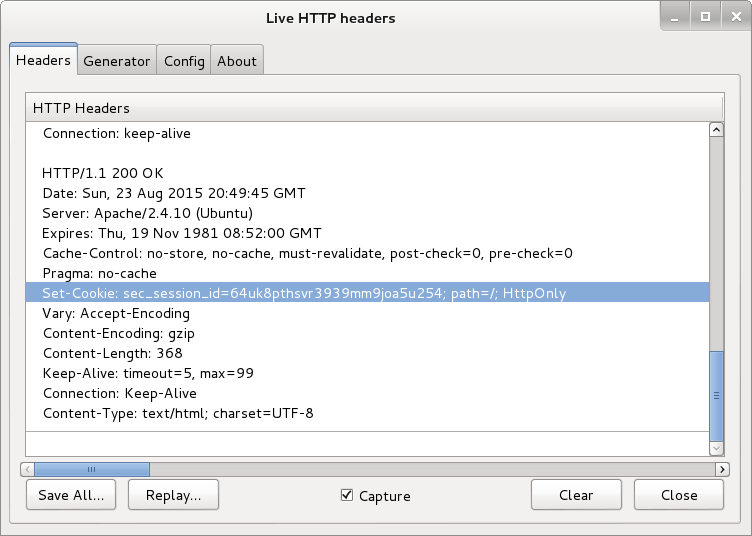 Live HTTP headers
Headers Generator Config About
HTTP Headers
Connection: keep-alive
HTTP/1.1 200 OK
Date: Sun, 23 Aug 2015 20:49:45 GMT
Server: Apache/2.4.10 (Ubuntu)
Expires: Thu, 19 Nov 1981 08:52:00 GMT
Cache-Control: no-store, no-cache, must-revalidate, post-check=0, pre-check=0
Pragma: no-cache
Set-Cookie: sec_session_id=64uk8pthsvr3939mm9joa5u254; path=/; HttpOnly
Vary: Accept-Encoding
Content-Encoding: gzip
Content-Length: 368
Keep-Alive: timeout=5, max=99
Connection: Keep-Alive
Content-Type: text/html; charset=UTF-8
Save All... Replay... Capture Clear Close